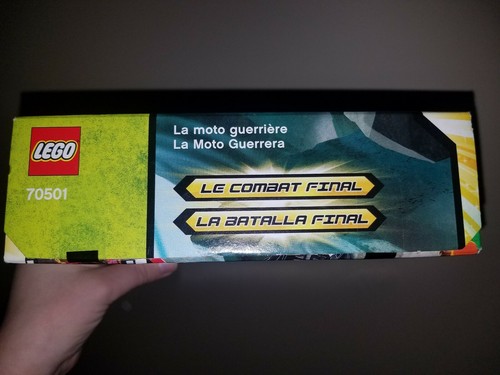 LEGO
70501
La moto guerrière
La Moto Guerrera
LE COMBAT FINAL
LA BATALLA FINAL